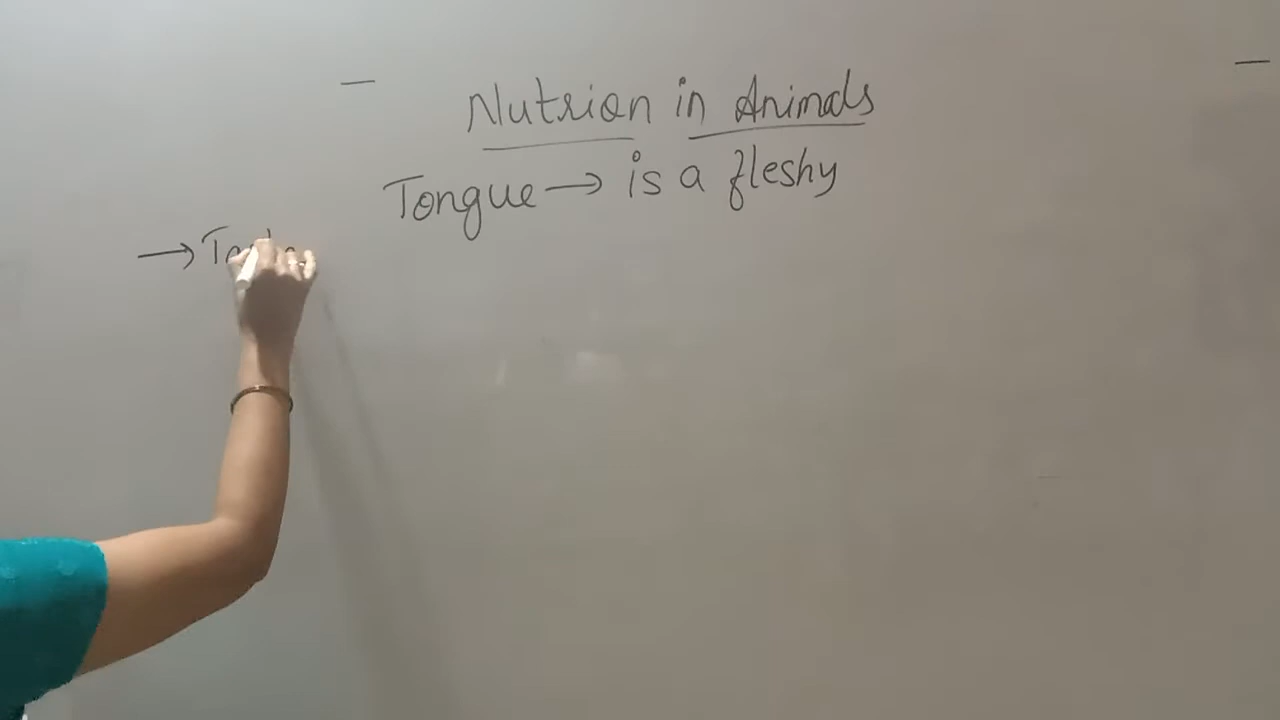 Nutrion in Animals
Tongue → is a fleshy
→